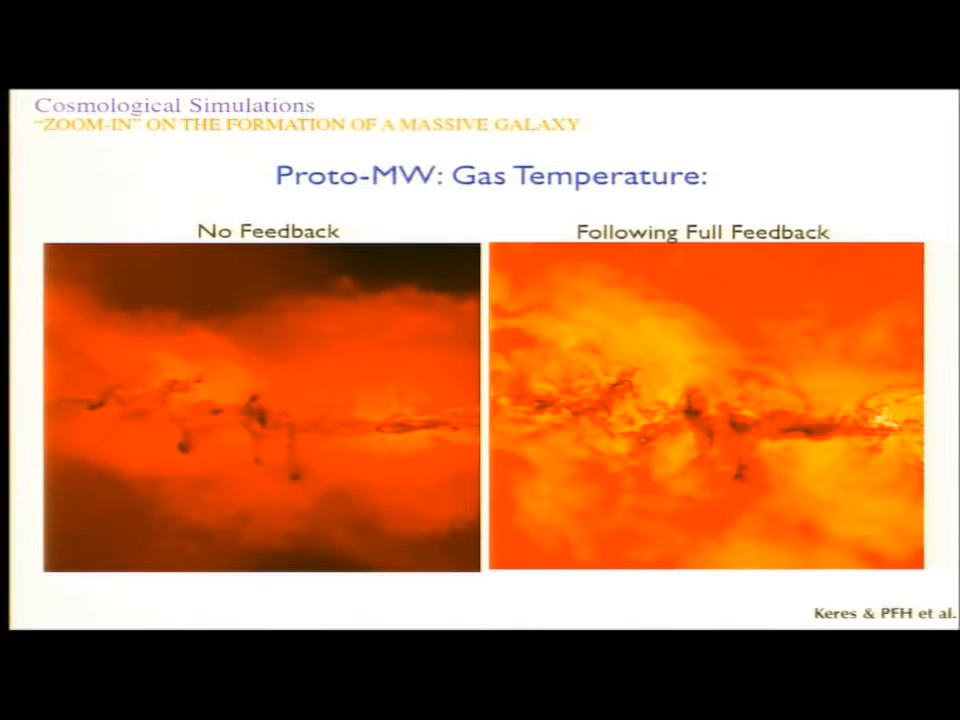 Cosmological Simulations
"ZOOM-IN" ON THE FORMATION OF A MASSIVE GALAXY
Proto-MW: Gas Temperature:
No Feedback
Following Full Feedback
Keres & PFH et al.